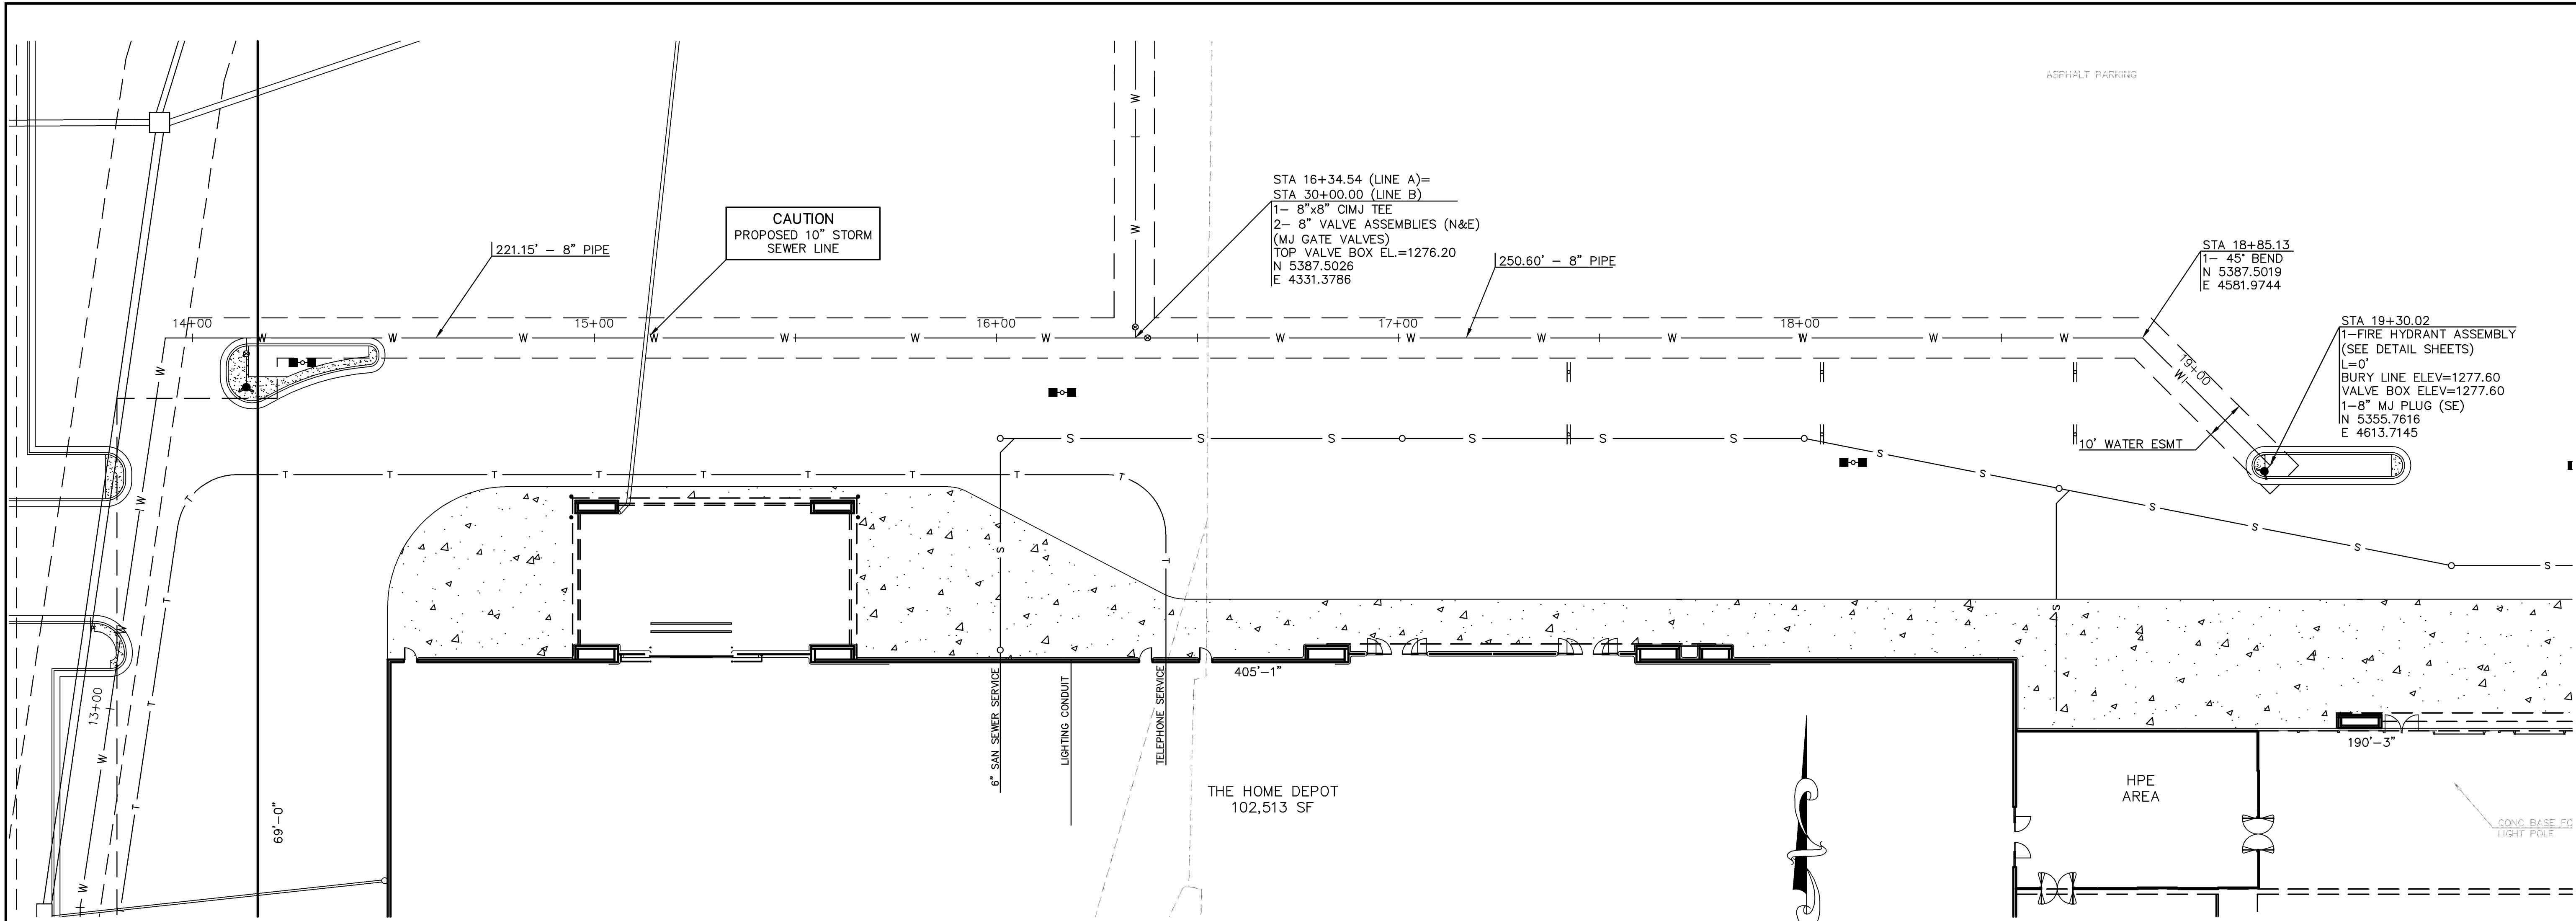 ASPHALT PARKING
STA 16+34.54 (LINE A)=
STA 30+00.00 (LINE B)
1- 8"x8" CIMJ TEE
2- 8" VALVE ASSEMBLIES (N&E)
(MJ GATE VALVES)
TOP VALVE BOX EL.=1276.20
N 5387.5026
E 4331.3786
CAUTION
PROPOSED 10" STORM
SEWER LINE
221.15' - 8" PIPE
250.60' - 8" PIPE
STA 18+85.13
1- 45° BEND
N 5387.5019
E 4581.9744
STA 19+30.02
1-FIRE HYDRANT ASSEMBLY
(SEE DETAIL SHEETS)
L=0'
BURY LINE ELEV=1277.60
VALVE BOX ELEV=1277.60
1-8" MJ PLUG (SE)
N 5355.7616
E 4613.7145
14+00
15+00
16+00
17+00
18+00
19+00
W W W W W W W W W W W W W W
W
W
W
10' WATER ESMT
S S S S S S
S S S S S
S
S
T T T T T T T T T
T
T
T
T
T
W
W
W
W
W
13+00
405'-1"
190'-3"
69'-0"
6" SAN SEWER SERVICE
LIGHTING CONDUIT
TELEPHONE SERVICE
THE HOME DEPOT
102,513 SF
HPE
AREA
CONC BASE FO
LIGHT POLE